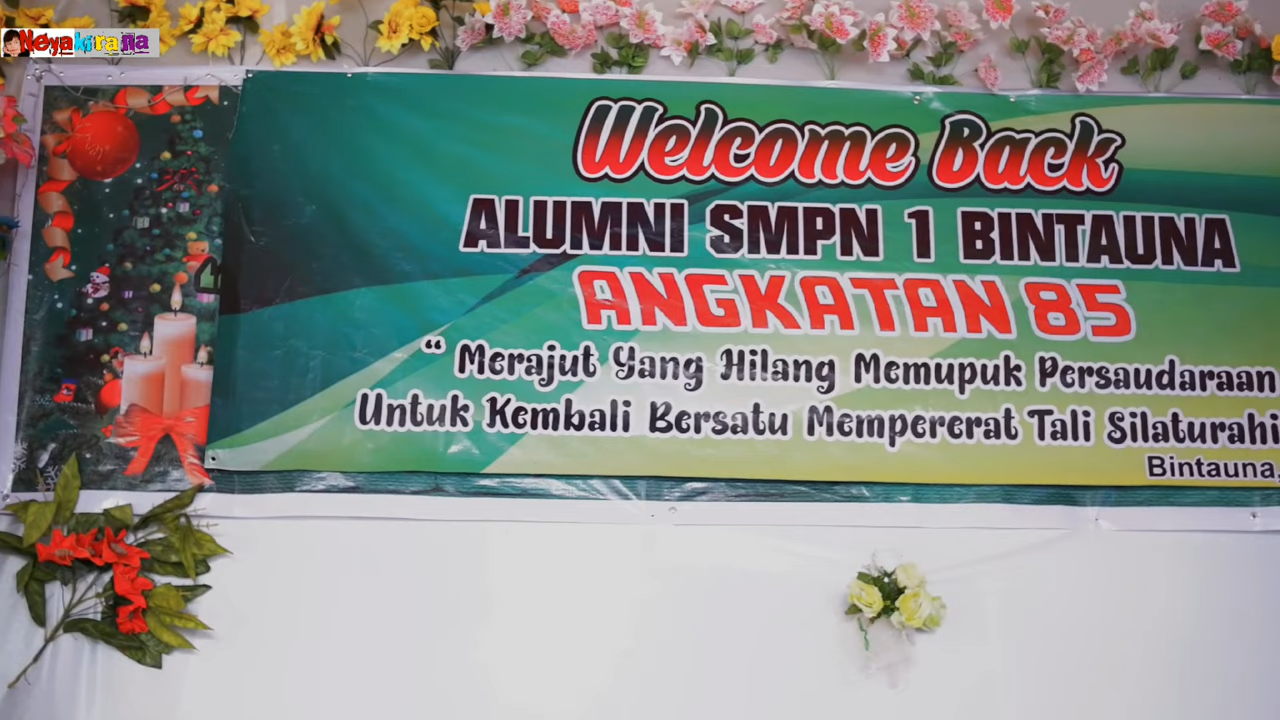 Neyakirana
Welcome Back
ALUMNI SMPN 1 BINTAUNA
ANGKATAN 85
“ Merajut Yang Hilang Memupuk Persaudaraan
Untuk Kembali Bersatu Mempererat Tali Silaturahi
Bintauna,